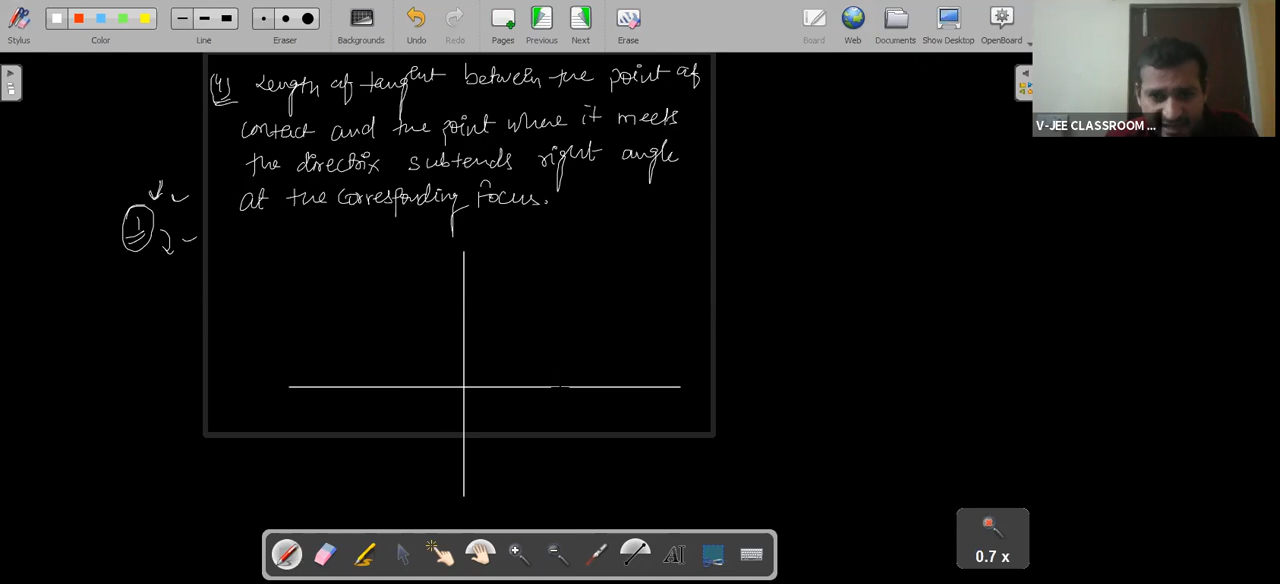 Stylus
Color
Line
Eraser
Backgrounds
Undo
Redo
Pages
Previous
Next
Erase
Board
Web
Documents
Show Desktop
OpenBoard
V-JEE CLASSROOM ...
(4) Length of tangent between the point of
contact and the point where it meets
the directrix subtends right angle
at the corresponding Focus.
1
AI
0.7 x